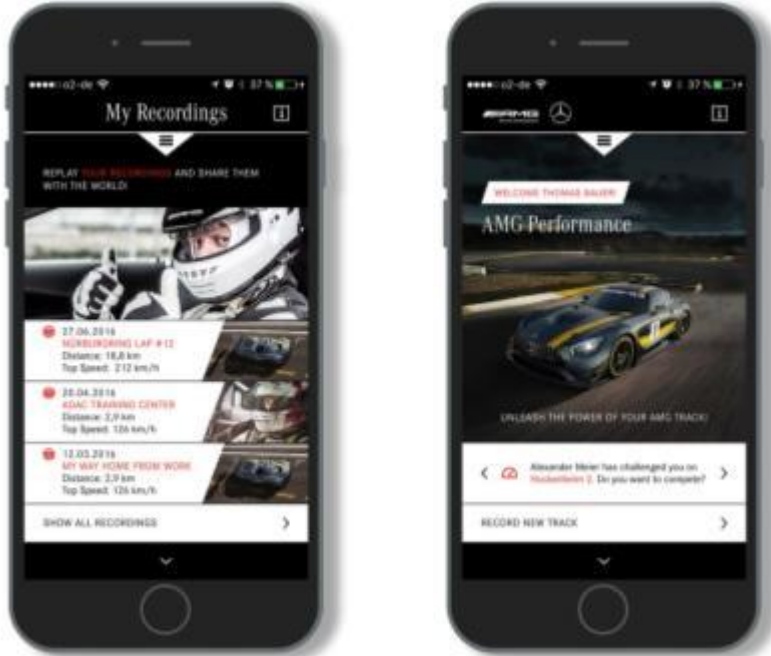 o2-de
37 %
My Recordings
REPLAY YOUR RECORDINGS AND SHARE THEM
WITH THE WORLD!
27.06.2016
NÜRBURGRING LAP #12
Distance: 18,8 km
Top Speed: 212 km/h
20.04.2016
ADAC TRAINING CENTER
Distance: 2,9 km
Top Speed: 126 km/h
12.03.2016
MY WAY HOME FROM WORK
Distance: 2,9 km
Top Speed: 126 km/h
SHOW ALL RECORDINGS
o2-de
37 %
AMG
WELCOME THOMAS BAUER!
AMG Performance
UNLEASH THE POWER OF YOUR AMG TRACK!
Alexander Meier has challenged you on
Hockenheim 2. Do you want to compete?
RECORD NEW TRACK